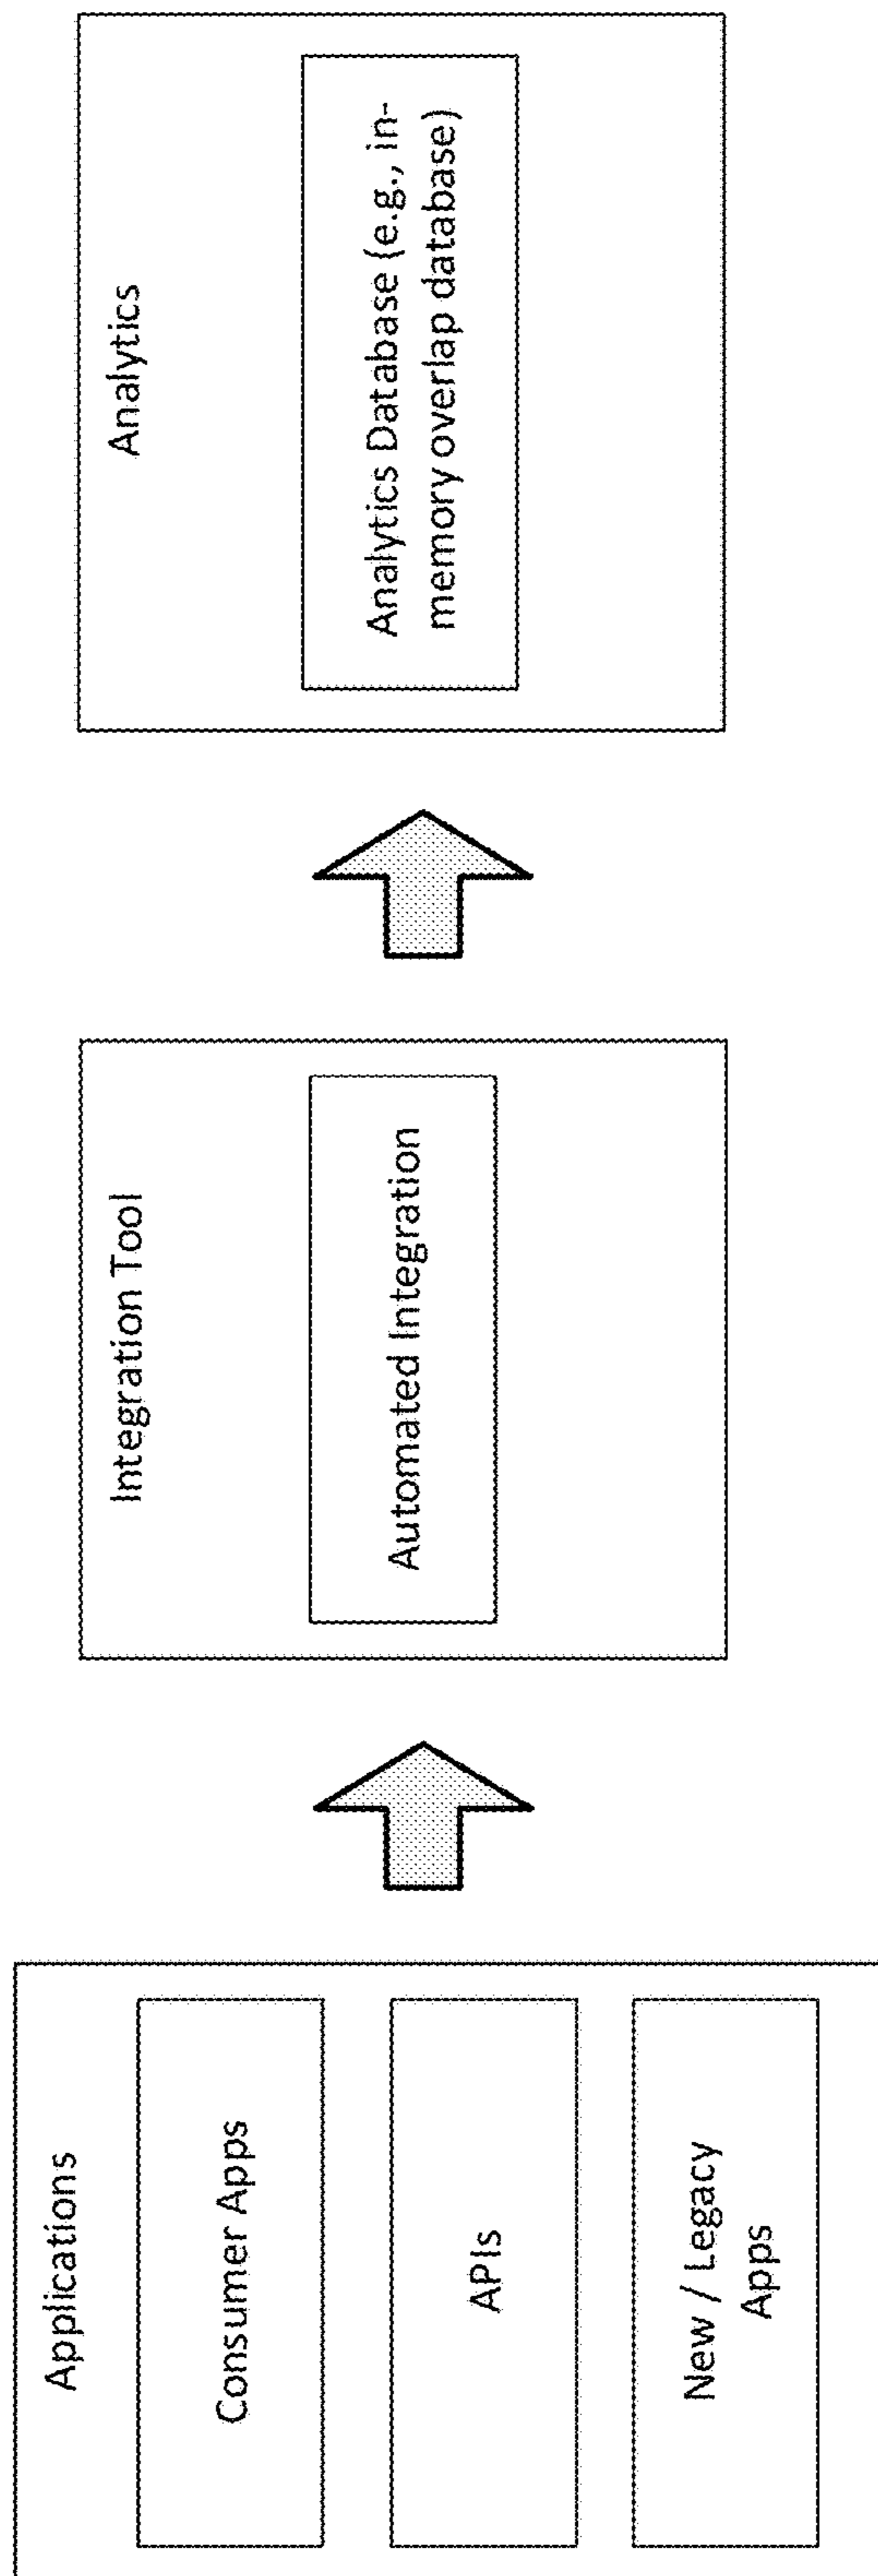 Applications
Consumer Apps
APIs
New / Legacy
Apps
Integration Tool
Automated Integration
Analytics
Analytics Database (e.g., in-
memory overlap database)